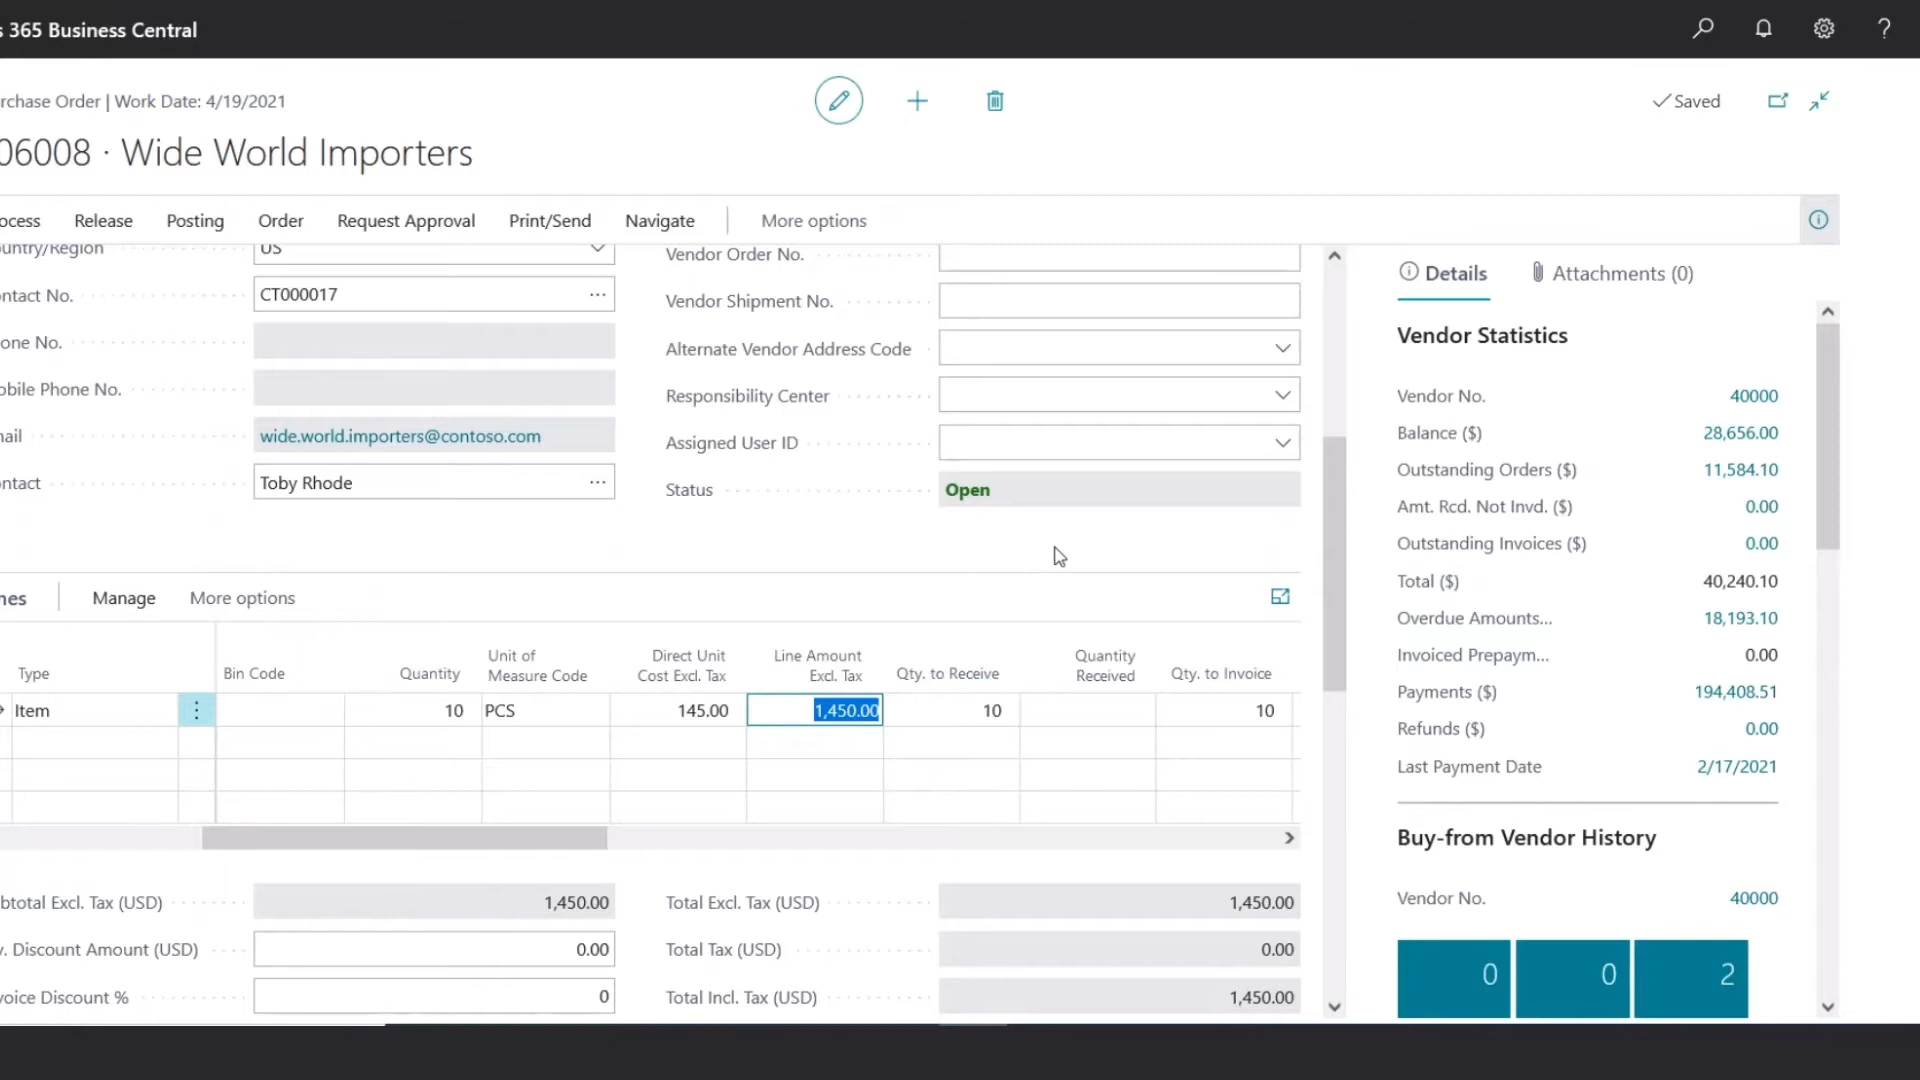 s 365 Business Central
?
rchase Order | Work Date: 4/19/2021
Saved
06008 · Wide World Importers
ocess Release Posting Order Request Approval Print/Send Navigate More options
ountry/Region US
Vendor Order No.
ontact No. CT000017
Vendor Shipment No.
one No.
Alternate Vendor Address Code
obile Phone No.
Responsibility Center
nail wide.world.importers@contoso.com
Assigned User ID
ontact Toby Rhode
Status Open
nes Manage More options
Type Bin Code Quantity Unit of Measure Code Direct Unit Cost Excl. Tax Line Amount Excl. Tax Qty. to Receive Quantity Received Qty. to Invoice
Item 10 PCS 145.00 1,450.00 10 10
btotal Excl. Tax (USD) 1,450.00
Total Excl. Tax (USD) 1,450.00
v. Discount Amount (USD) 0.00
Total Tax (USD) 0.00
voice Discount % 0
Total Incl. Tax (USD) 1,450.00
Details Attachments (0)
Vendor Statistics
Vendor No. 40000
Balance ($) 28,656.00
Outstanding Orders ($) 11,584.10
Amt. Rcd. Not Invd. ($) 0.00
Outstanding Invoices ($) 0.00
Total ($) 40,240.10
Overdue Amounts... 18,193.10
Invoiced Prepaym... 0.00
Payments ($) 194,408.51
Refunds ($) 0.00
Last Payment Date 2/17/2021
Buy-from Vendor History
Vendor No. 40000
0 0 2